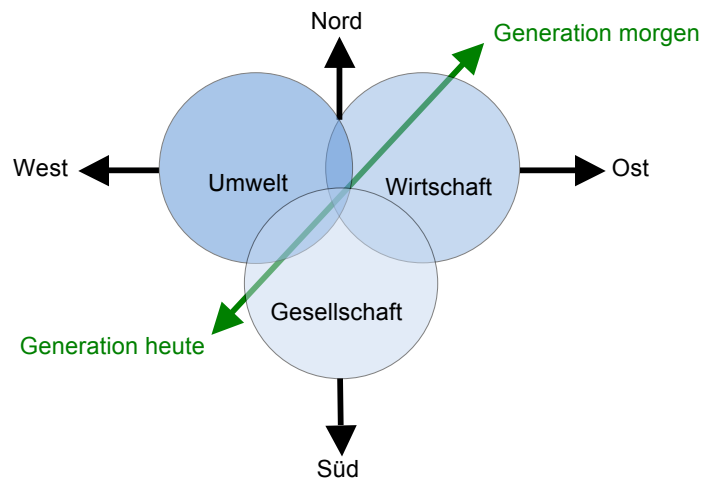 Nord
Generation morgen
West
Umwelt
Wirtschaft
Ost
Gesellschaft
Generation heute
Süd